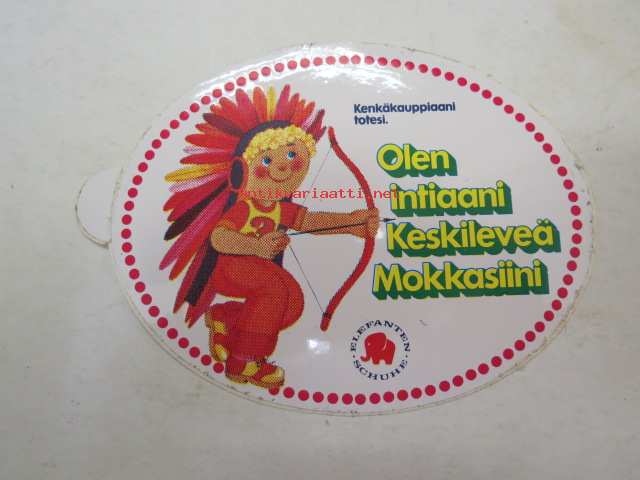 Kenkäkauppiaani
totesi.
Olen
intiaani
Keskileveä
Mokkasiini
antikvariaatti.net
ELEFANTEN
SCHUHE